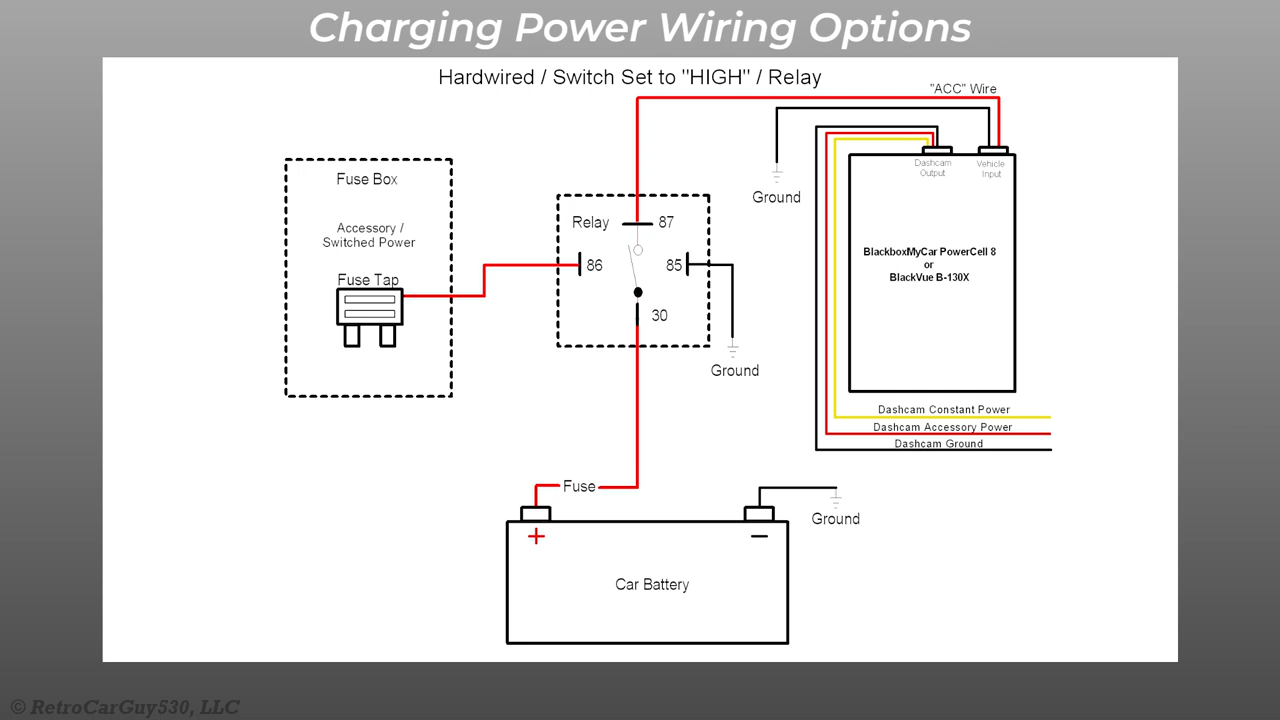 Charging Power Wiring Options
Hardwired / Switch Set to "HIGH" / Relay
"ACC" Wire
Fuse Box
Accessory /
Switched Power
Fuse Tap
Relay
87
86
85
30
Ground
Ground
Dashcam
Output
Vehicle
Input
BlackboxMyCar PowerCell 8
or
BlackVue B-130X
Dashcam Constant Power
Dashcam Accessory Power
Dashcam Ground
Fuse
Ground
+
−
Car Battery
© RetroCarGuy530, LLC